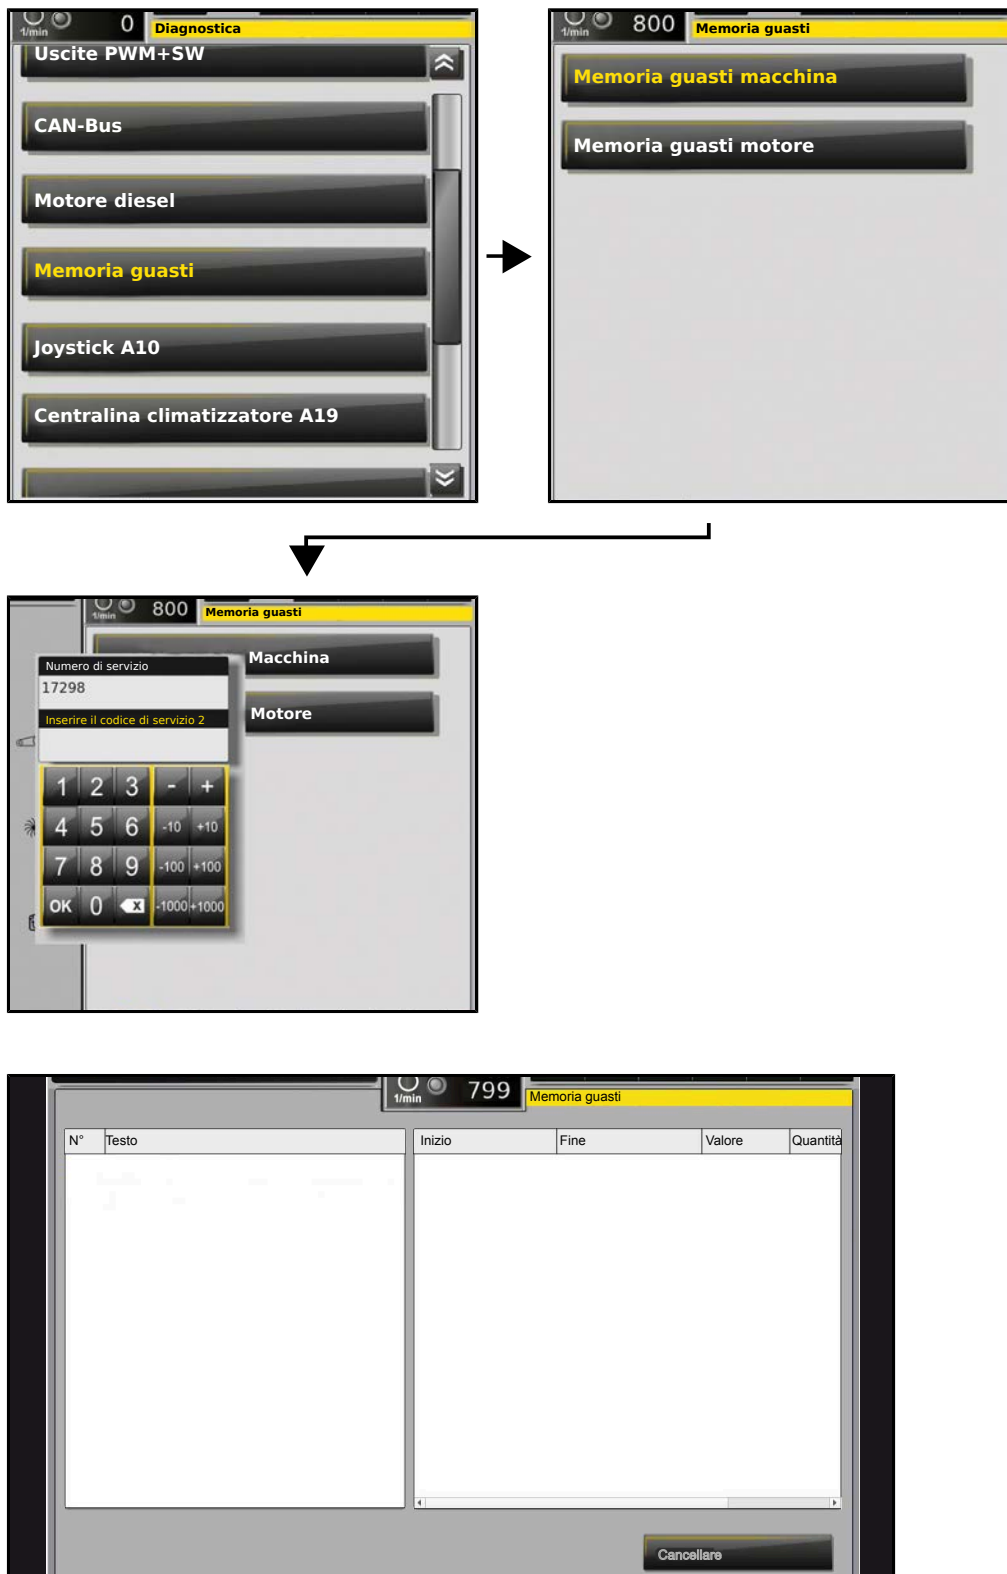 1/min 0 Diagnostica
Uscite PWM+SW
CAN-Bus
Motore diesel
Memoria guasti
Joystick A10
Centralina climatizzatore A19
1/min 800 Memoria guasti
Memoria guasti macchina
Memoria guasti motore
1/min 800 Memoria guasti
Macchina
Motore
Numero di servizio
17298
Inserire il codice di servizio 2
1 2 3 - +
4 5 6 -10 +10
7 8 9 -100 +100
OK 0 x -1000 +1000
1/min 799 Memoria guasti
N° Testo Inizio Fine Valore Quantità
Cancellare